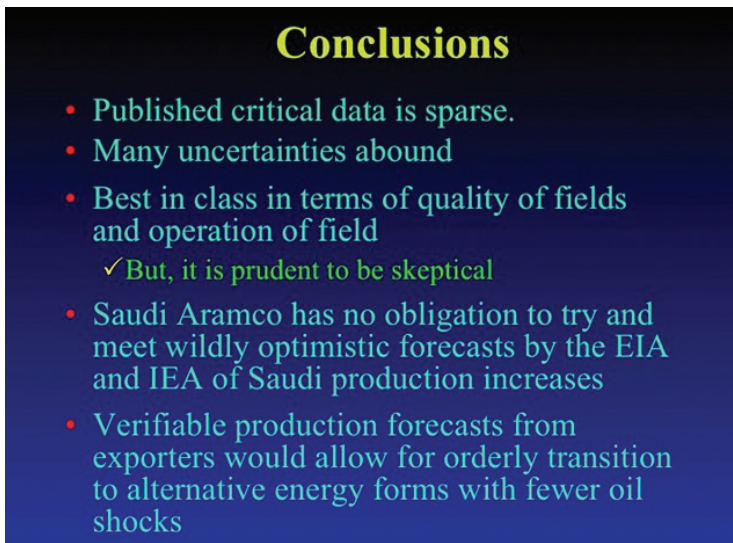 Conclusions
• Published critical data is sparse.
• Many uncertainties abound
• Best in class in terms of quality of fields
and operation of field
✓But, it is prudent to be skeptical
• Saudi Aramco has no obligation to try and
meet wildly optimistic forecasts by the EIA
and IEA of Saudi production increases
• Verifiable production forecasts from
exporters would allow for orderly transition
to alternative energy forms with fewer oil
shocks